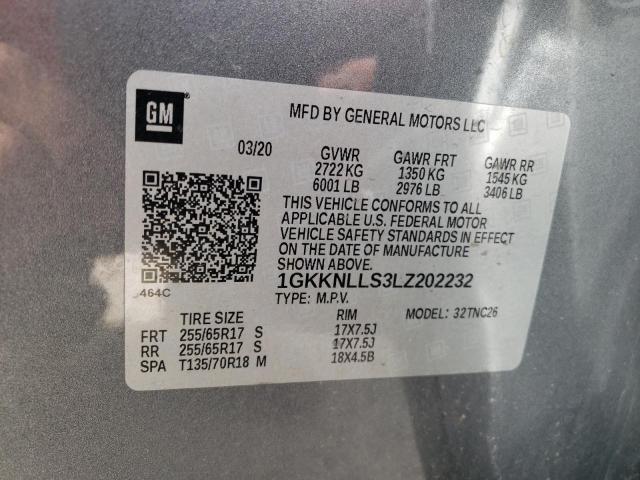 GM
MFD BY GENERAL MOTORS LLC
03/20 GVWR GAWR FRT GAWR RR
2722 KG 1350 KG 1545 KG
6001 LB 2976 LB 3406 LB
THIS VEHICLE CONFORMS TO ALL
APPLICABLE U.S. FEDERAL MOTOR
VEHICLE SAFETY STANDARDS IN EFFECT
ON THE DATE OF MANUFACTURE
SHOWN ABOVE.
464C
1GKKNLLS3LZ202232
TYPE: M.P.V. MODEL: 32TNC26
TIRE SIZE RIM
FRT 255/65R17 S 17X7.5J
RR 255/65R17 S 17X7.5J
SPA T135/70R18 M 18X4.5B